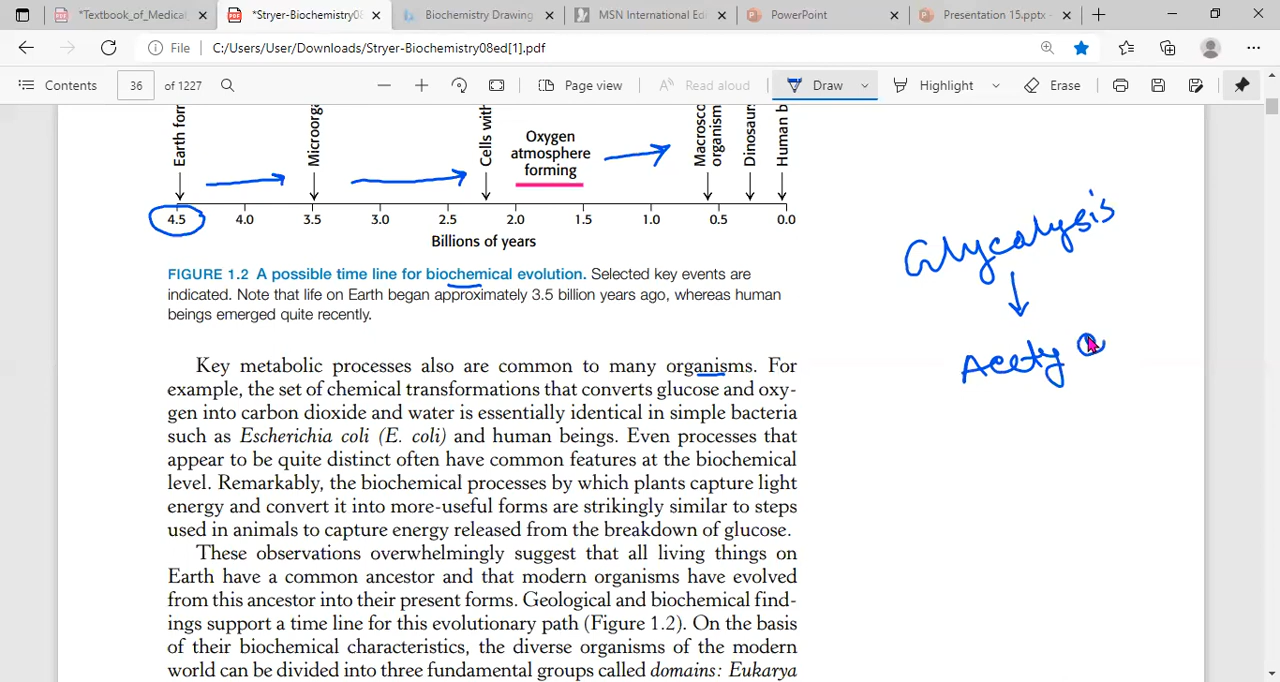 *Textbook_of_Medical_
*Stryer-Biochemistry08
Biochemistry Drawing
MSN International Edi
PowerPoint
Presentation 15.pptx -
File
C:/Users/User/Downloads/Stryer-Biochemistry08ed[1].pdf
Contents
36
of 1227
Page view
Read aloud
Draw
Highlight
Erase
Earth for
Microorga
Cells with
Oxygen
atmosphere
forming
Macrosco
organism
Dinosaur
Human b
4.5
4.0
3.5
3.0
2.5
2.0
1.5
1.0
0.5
0.0
Billions of years
Glycolysis
Acety
FIGURE 1.2 A possible time line for biochemical evolution. Selected key events are
indicated. Note that life on Earth began approximately 3.5 billion years ago, whereas human
beings emerged quite recently.
Key metabolic processes also are common to many organisms. For
example, the set of chemical transformations that converts glucose and oxy-
gen into carbon dioxide and water is essentially identical in simple bacteria
such as Escherichia coli (E. coli) and human beings. Even processes that
appear to be quite distinct often have common features at the biochemical
level. Remarkably, the biochemical processes by which plants capture light
energy and convert it into more-useful forms are strikingly similar to steps
used in animals to capture energy released from the breakdown of glucose.
These observations overwhelmingly suggest that all living things on
Earth have a common ancestor and that modern organisms have evolved
from this ancestor into their present forms. Geological and biochemical find-
ings support a time line for this evolutionary path (Figure 1.2). On the basis
of their biochemical characteristics, the diverse organisms of the modern
world can be divided into three fundamental groups called domains: Eukarya